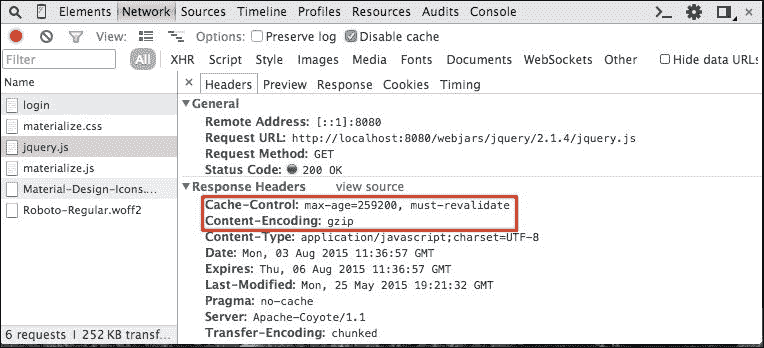 Elements Network Sources Timeline Profiles Resources Audits Console
View: Options: Preserve log Disable cache
Filter All XHR Script Style Images Media Fonts Documents WebSockets Other Hide data URLs
Name
login
materialize.css
jquery.js
materialize.js
Material-Design-Icons....
Roboto-Regular.woff2
6 requests | 252 KB transf...
× Headers Preview Response Cookies Timing
General
Remote Address: [::1]:8080
Request URL: http://localhost:8080/webjars/jquery/2.1.4/jquery.js
Request Method: GET
Status Code: 200 OK
Response Headers view source
Cache-Control: max-age=259200, must-revalidate
Content-Encoding: gzip
Content-Type: application/javascript;charset=UTF-8
Date: Mon, 03 Aug 2015 11:36:57 GMT
Expires: Thu, 06 Aug 2015 11:36:57 GMT
Last-Modified: Mon, 25 May 2015 19:21:32 GMT
Pragma: no-cache
Server: Apache-Coyote/1.1
Transfer-Encoding: chunked